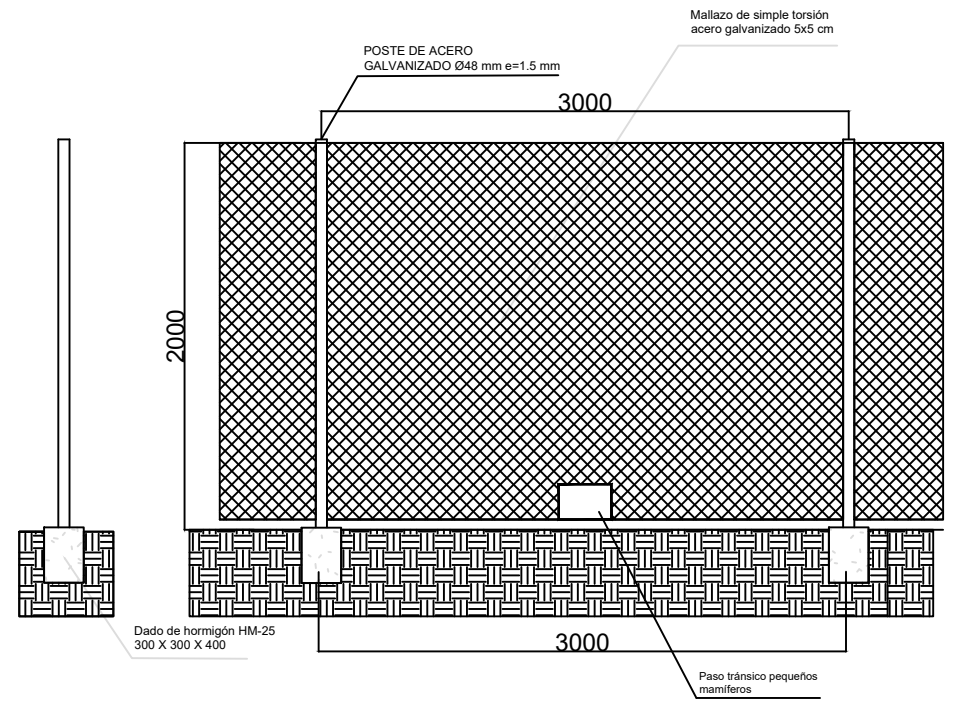 Mallazo de simple torsión
acero galvanizado 5x5 cm
POSTE DE ACERO
GALVANIZADO Ø48 mm e=1.5 mm
3000
2000
Dado de hormigón HM-25
300 X 300 X 400
3000
Paso tránsico pequeños
mamíferos